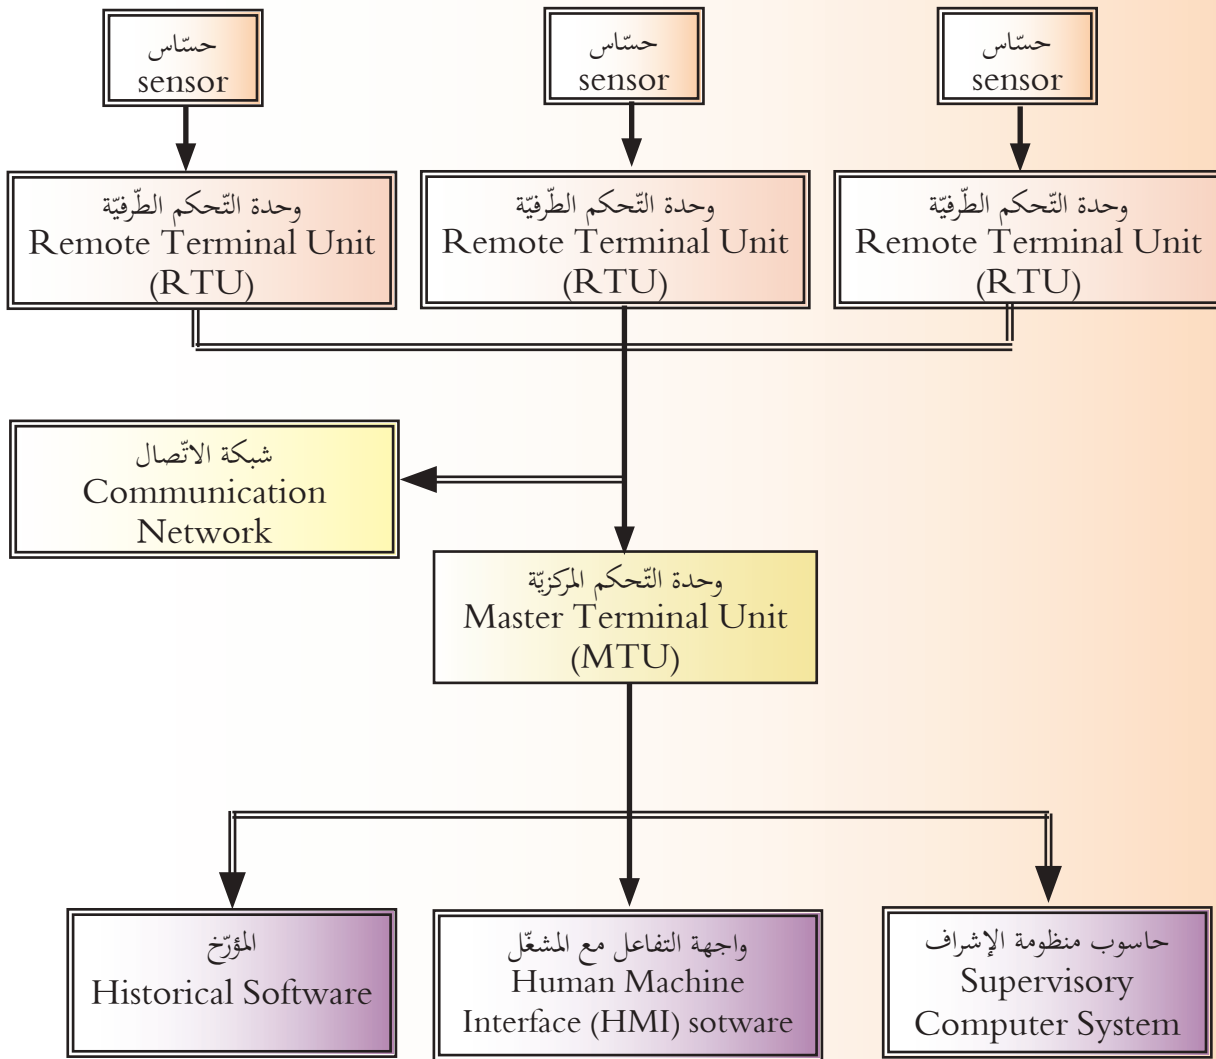 حسّاس
sensor
حسّاس
sensor
حسّاس
sensor
وحدة التّحكم الطّرفيّة
Remote Terminal Unit
(RTU)
وحدة التّحكم الطّرفيّة
Remote Terminal Unit
(RTU)
وحدة التّحكم الطّرفيّة
Remote Terminal Unit
(RTU)
شبكة الاتّصال
Communication
Network
وحدة التّحكم المركزيّة
Master Terminal Unit
(MTU)
المؤرّخ
Historical Software
واجهة التفاعل مع المشغّل
Human Machine
Interface (HMI) sotware
حاسوب منظومة الإشراف
Supervisory
Computer System